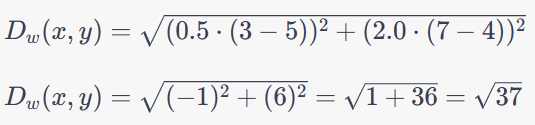 D_w(x, y) = √((0.5 · (3 − 5))² + (2.0 · (7 − 4))²)
D_w(x, y) = √((−1)² + (6)²) = √(1 + 36) = √37